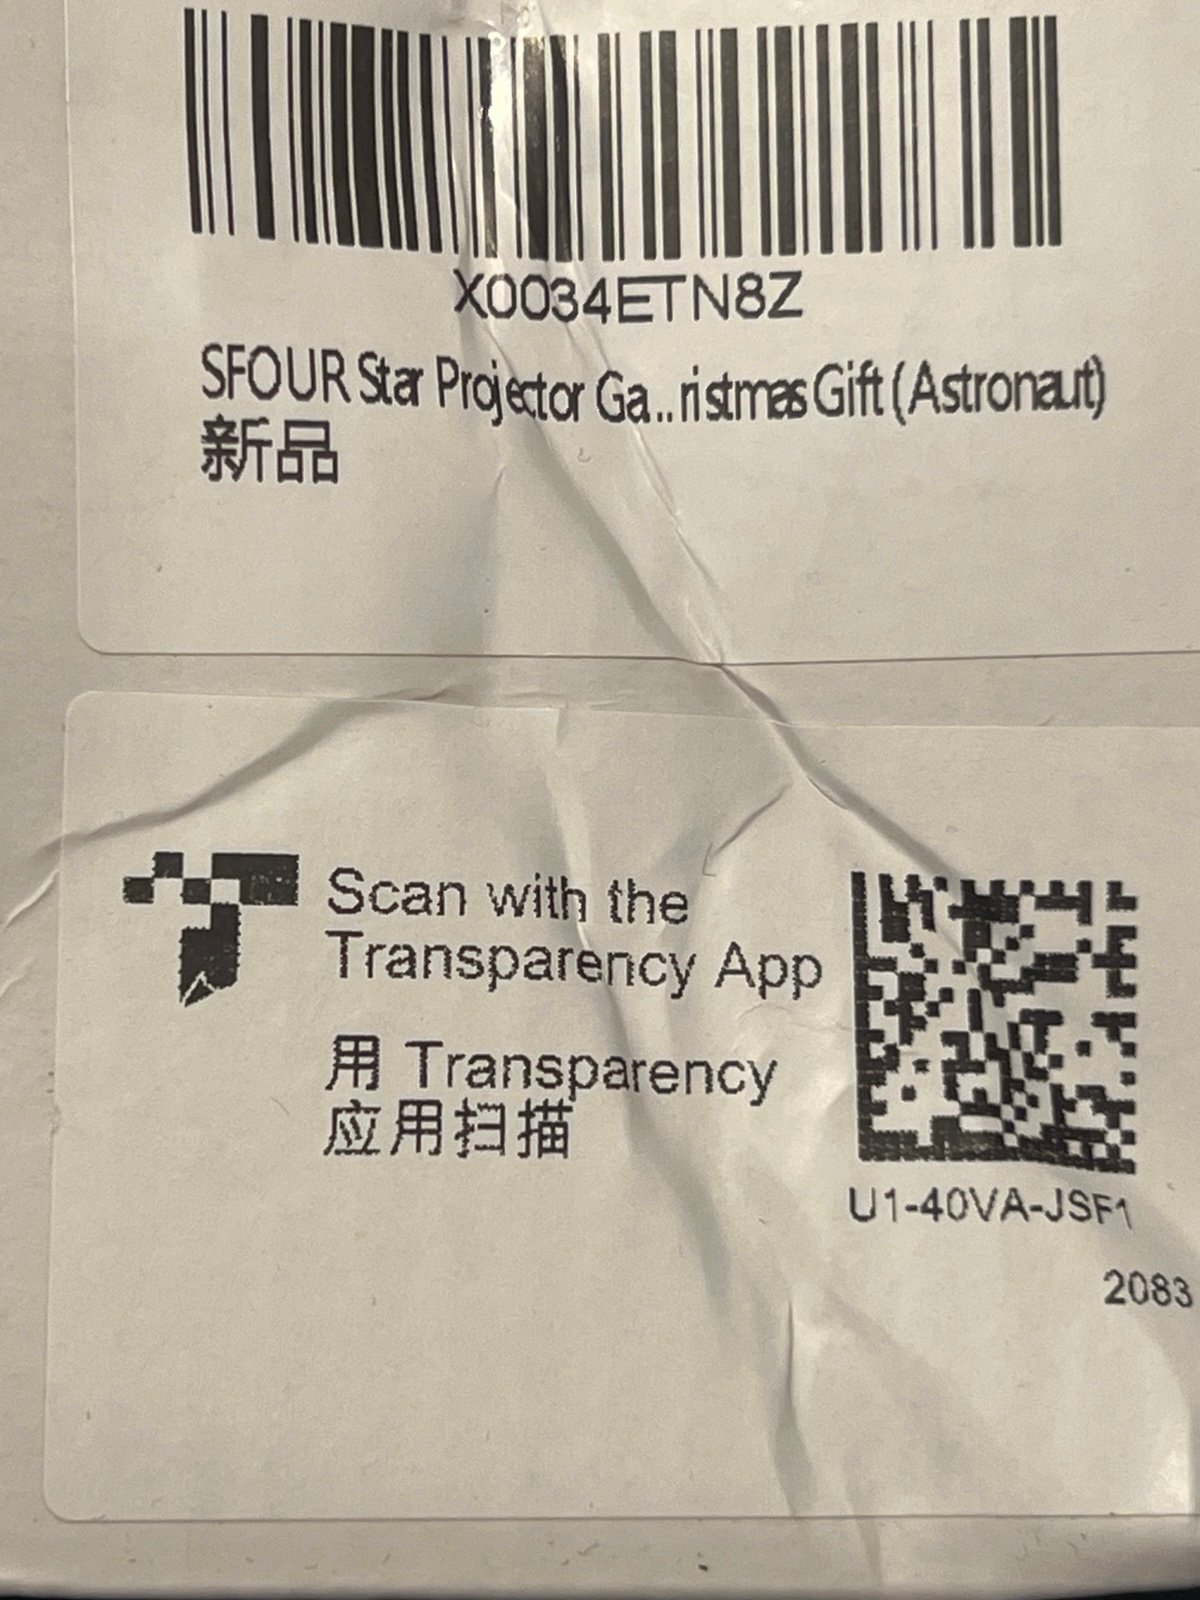 X0034ETN8Z
SFOUR Star Projector Ga...ristmas Gift (Astronaut)
新品
Scan with the
Transparency App
用 Transparency
应用扫描
U1-40VA-JSF1
2083